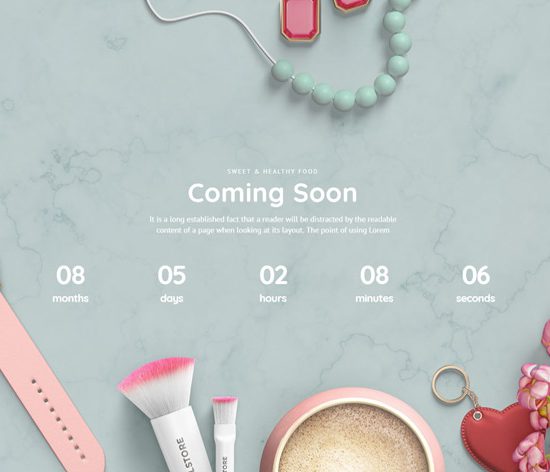 SWEET & HEALTHY FOOD
Coming Soon
It is a long established fact that a reader will be distracted by the readable
content of a page when looking at its layout. The point of using Lorem
08 05 02 08 06
months days hours minutes seconds
LSTORE
TORE